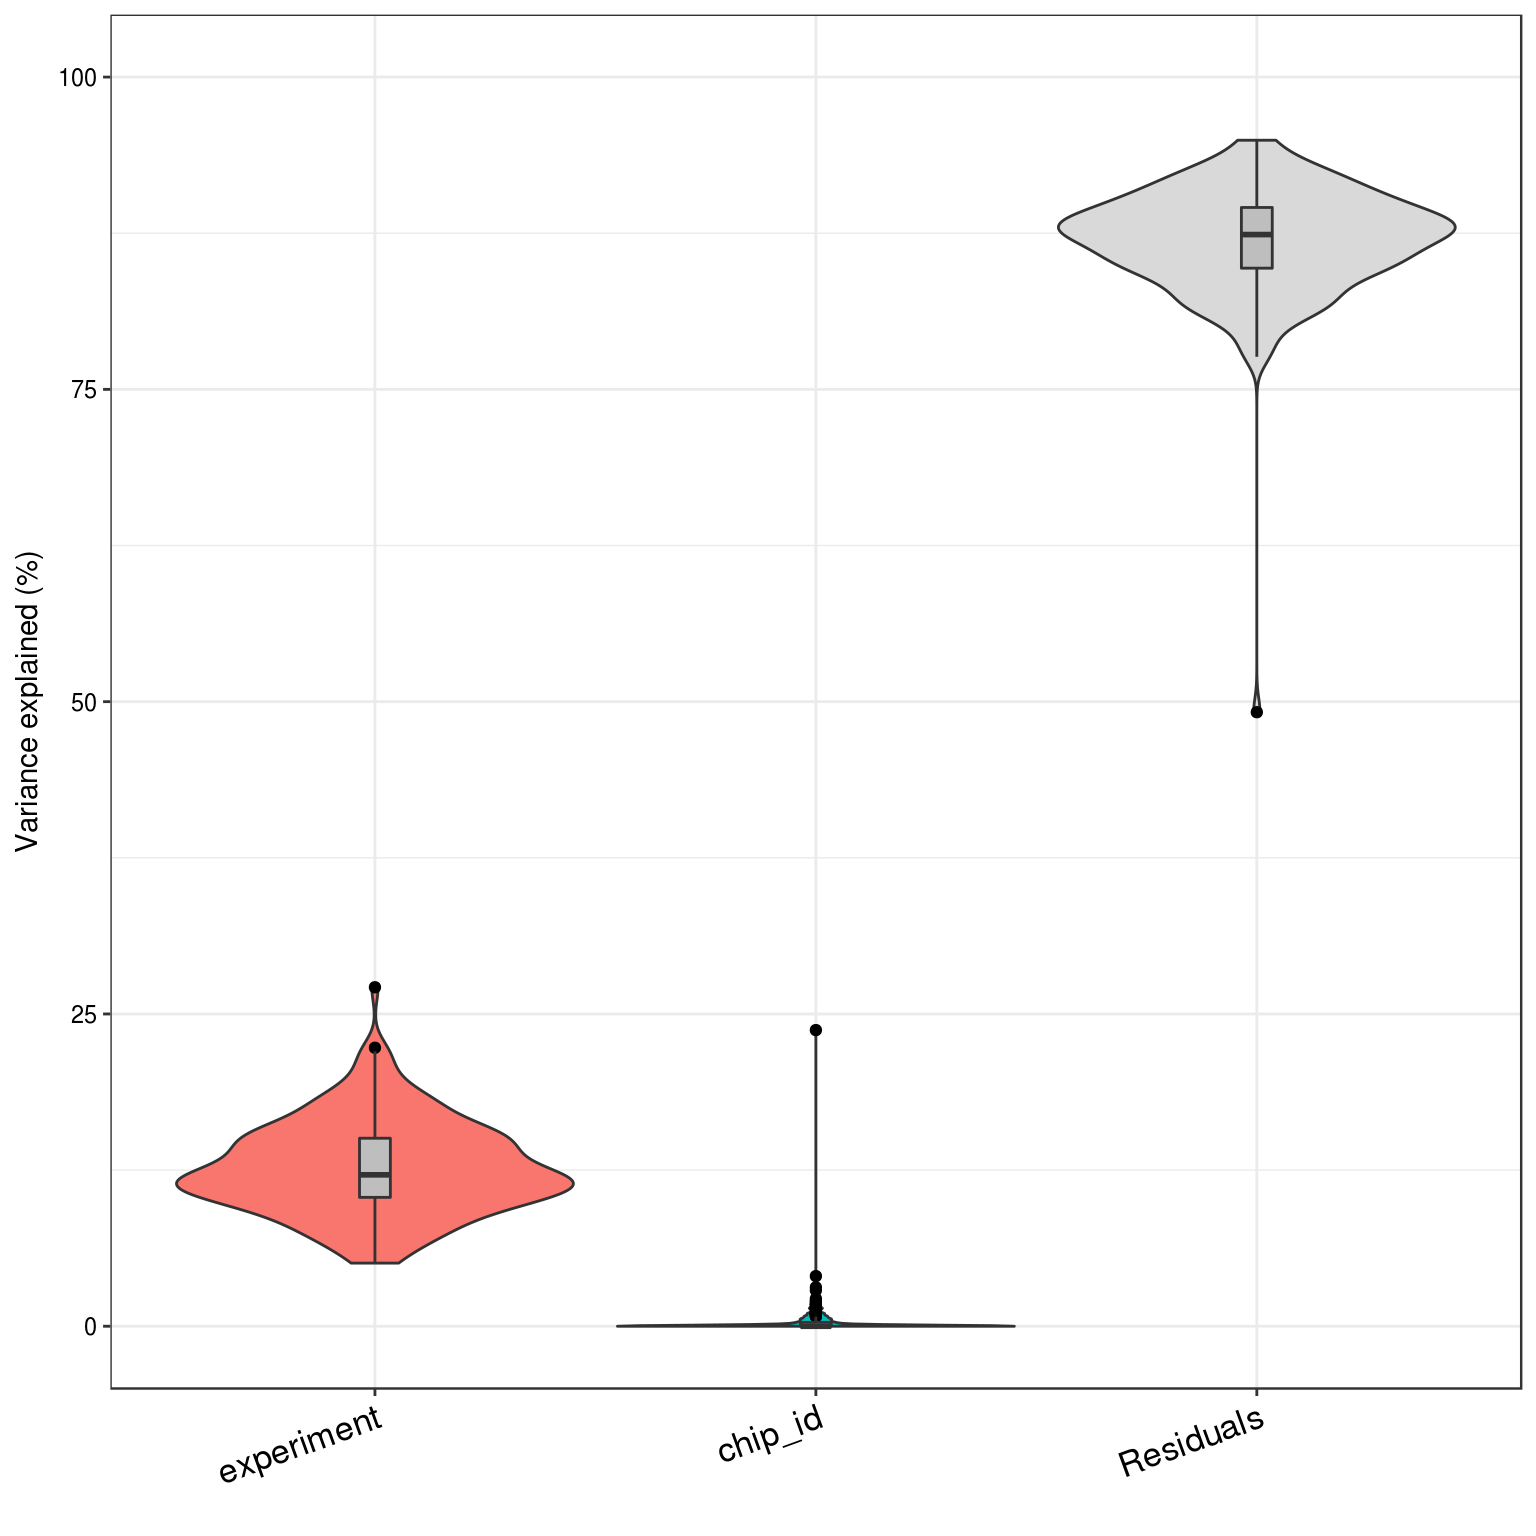 Variance explained (%)
100
75
50
25
0
experiment
chip_id
Residuals